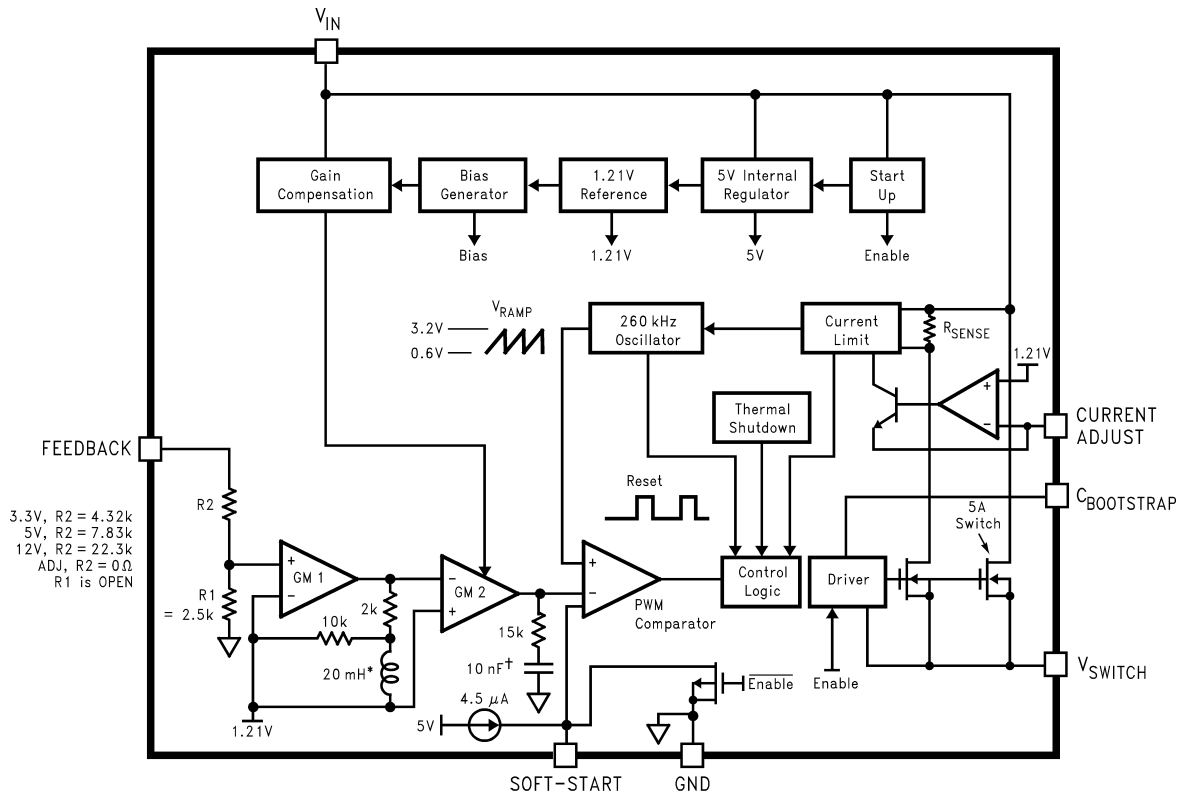 VIN
Gain
Compensation
Bias
Generator
1.21V
Reference
5V Internal
Regulator
Start
Up
Bias
1.21V
5V
Enable
VRAMP
3.2V
0.6V
260 kHz
Oscillator
Current
Limit
RSENSE
1.21V
+
−
CURRENT
ADJUST
Thermal
Shutdown
FEEDBACK
Reset
CBOOTSTRAP
5A
Switch
R2
3.3V, R2 = 4.32k
5V, R2 = 7.83k
12V, R2 = 22.3k
ADJ, R2 = 0Ω
R1 is OPEN
R1
= 2.5k
+
GM 1
−
−
GM 2
+
+
−
PWM
Comparator
Control
Logic
Driver
2k
10k
20 mH*
15k
10 nF†
1.21V
4.5 μA
5V
Enable
Enable
VSWITCH
SOFT-START
GND